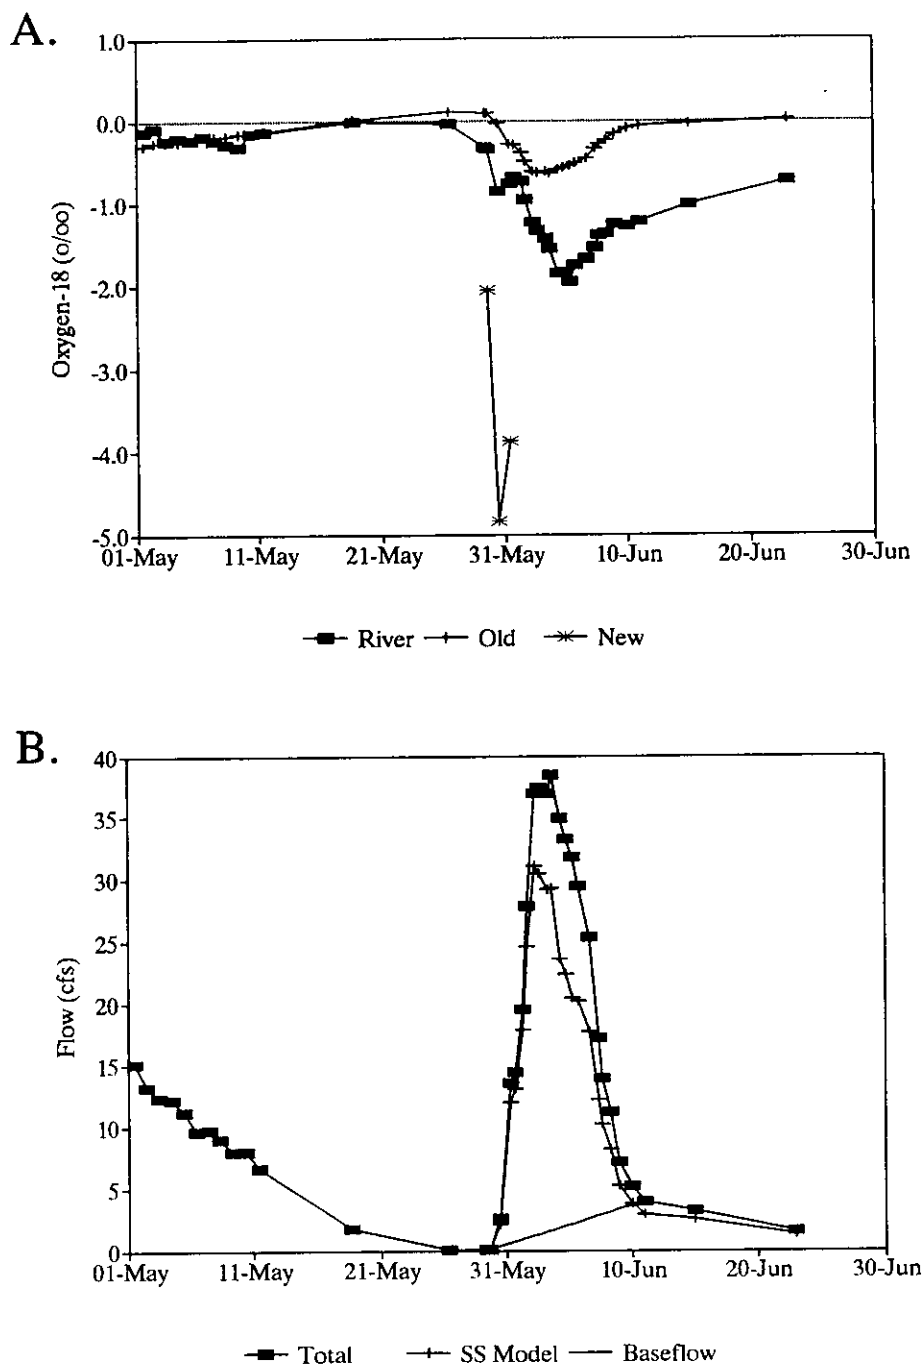 A.
1.0
0.0
-1.0
-2.0
-3.0
-4.0
-5.0
Oxygen-18 (o/oo)
01-May 11-May 21-May 31-May 10-Jun 20-Jun 30-Jun
River Old New
B.
40
35
30
25
20
15
10
5
0
Flow (cfs)
01-May 11-May 21-May 31-May 10-Jun 20-Jun 30-Jun
Total SS Model Baseflow